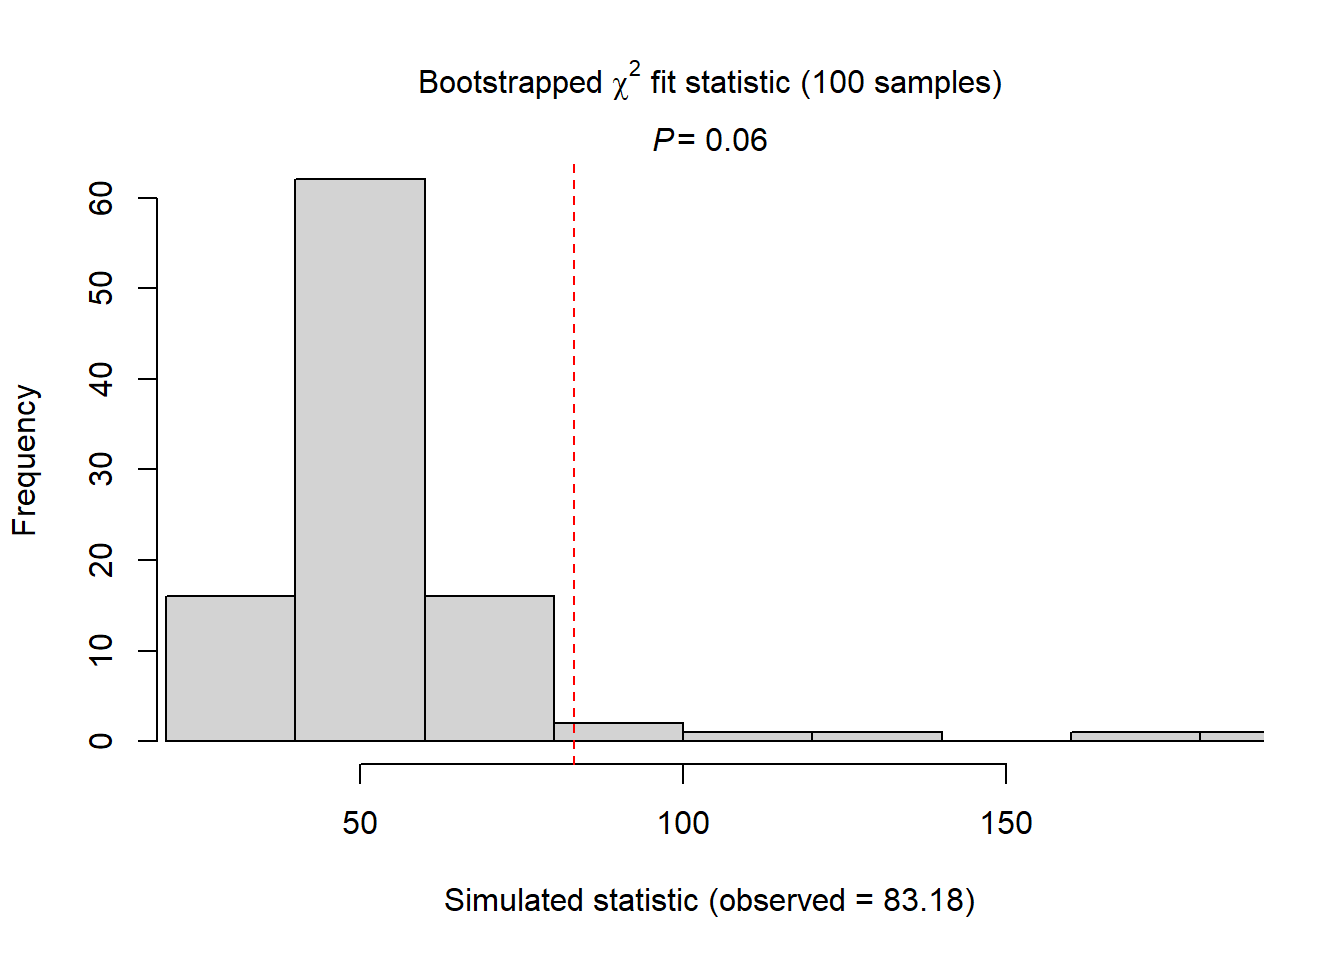 Bootstrapped χ² fit statistic (100 samples)
P = 0.06
Frequency
60
50
40
30
20
10
0
50 100 150
Simulated statistic (observed = 83.18)